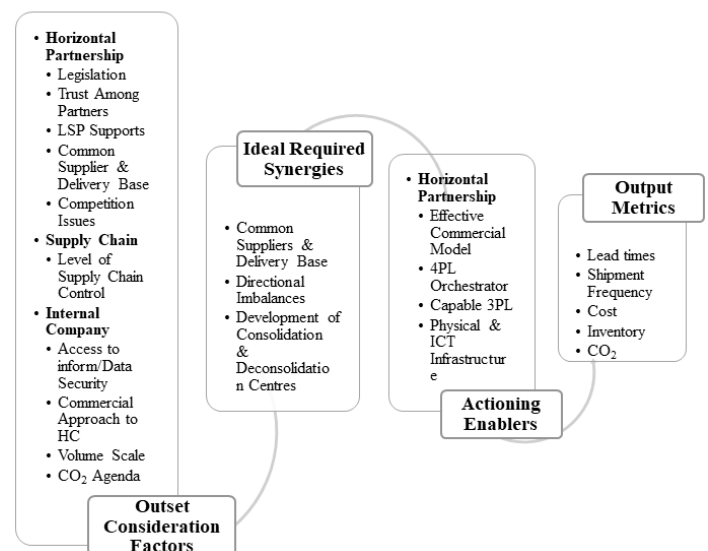 • Horizontal
Partnership
• Legislation
• Trust Among
Partners
• LSP Supports
• Common
Supplier &
Delivery Base
• Competition
Issues
• Supply Chain
• Level of
Supply Chain
Control
• Internal
Company
• Access to
inform/Data
Security
• Commercial
Approach to
HC
• Volume Scale
• CO₂ Agenda
Outset
Consideration
Factors
Ideal Required
Synergies
• Common
Suppliers &
Delivery Base
• Directional
Imbalances
• Development of
Consolidation
&
Deconsolidatio
n Centres
• Horizontal
Partnership
• Effective
Commercial
Model
• 4PL
Orchestrator
• Capable 3PL
• Physical &
ICT
Infrastructur
e
Actioning
Enablers
Output
Metrics
• Lead times
• Shipment
Frequency
• Cost
• Inventory
• CO₂